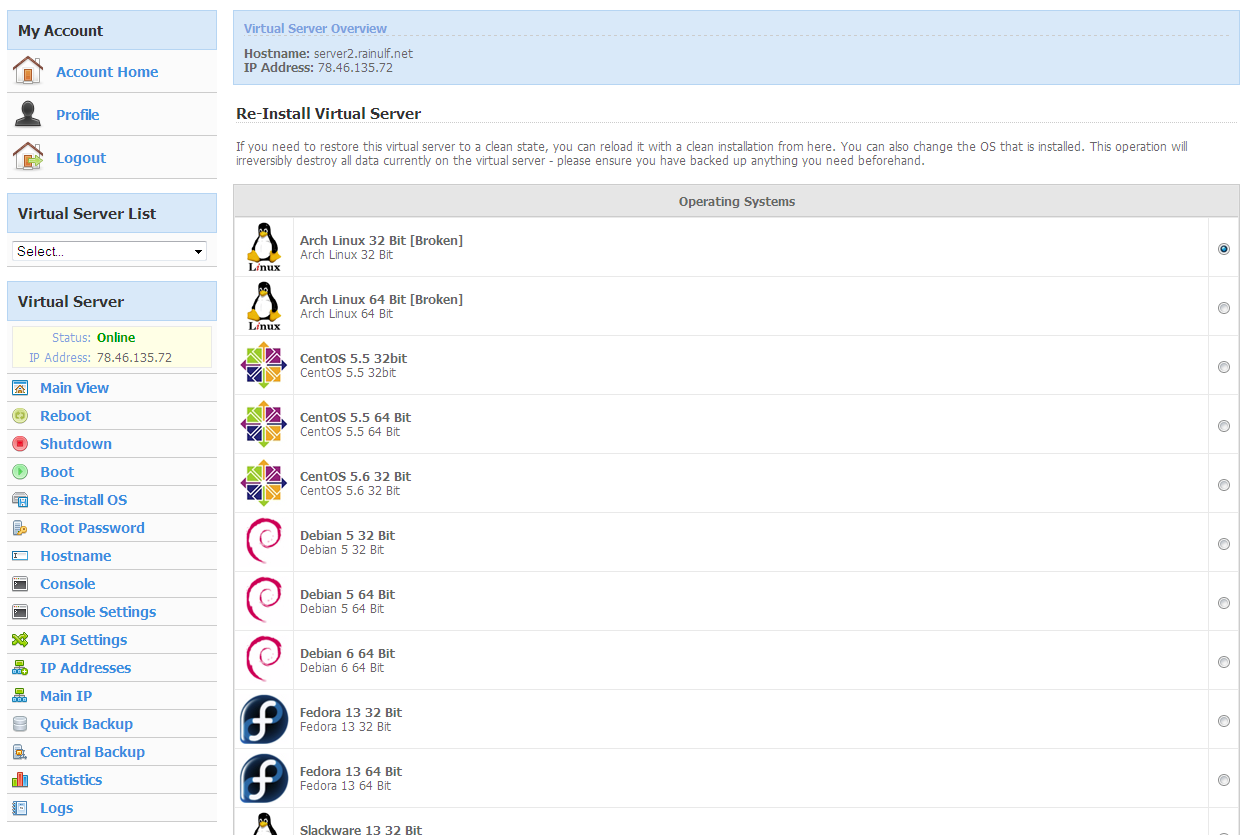 My Account
Account Home
Profile
Logout
Virtual Server List
Select...
Virtual Server
Status: Online
IP Address: 78.46.135.72
Main View
Reboot
Shutdown
Boot
Re-install OS
Root Password
Hostname
Console
Console Settings
API Settings
IP Addresses
Main IP
Quick Backup
Central Backup
Statistics
Logs
Virtual Server Overview
Hostname: server2.rainulf.net
IP Address: 78.46.135.72
Re-Install Virtual Server
If you need to restore this virtual server to a clean state, you can reload it with a clean installation from here. You can also change the OS that is installed. This operation will
irreversibly destroy all data currently on the virtual server - please ensure you have backed up anything you need beforehand.
Operating Systems
Linux
Arch Linux 32 Bit [Broken]
Arch Linux 32 Bit
Linux
Arch Linux 64 Bit [Broken]
Arch Linux 64 Bit
CentOS 5.5 32bit
CentOS 5.5 32bit
CentOS 5.5 64 Bit
CentOS 5.5 64 Bit
CentOS 5.6 32 Bit
CentOS 5.6 32 Bit
Debian 5 32 Bit
Debian 5 32 Bit
Debian 5 64 Bit
Debian 5 64 Bit
Debian 6 64 Bit
Debian 6 64 Bit
Fedora 13 32 Bit
Fedora 13 32 Bit
Fedora 13 64 Bit
Fedora 13 64 Bit
Slackware 13 32 Bit